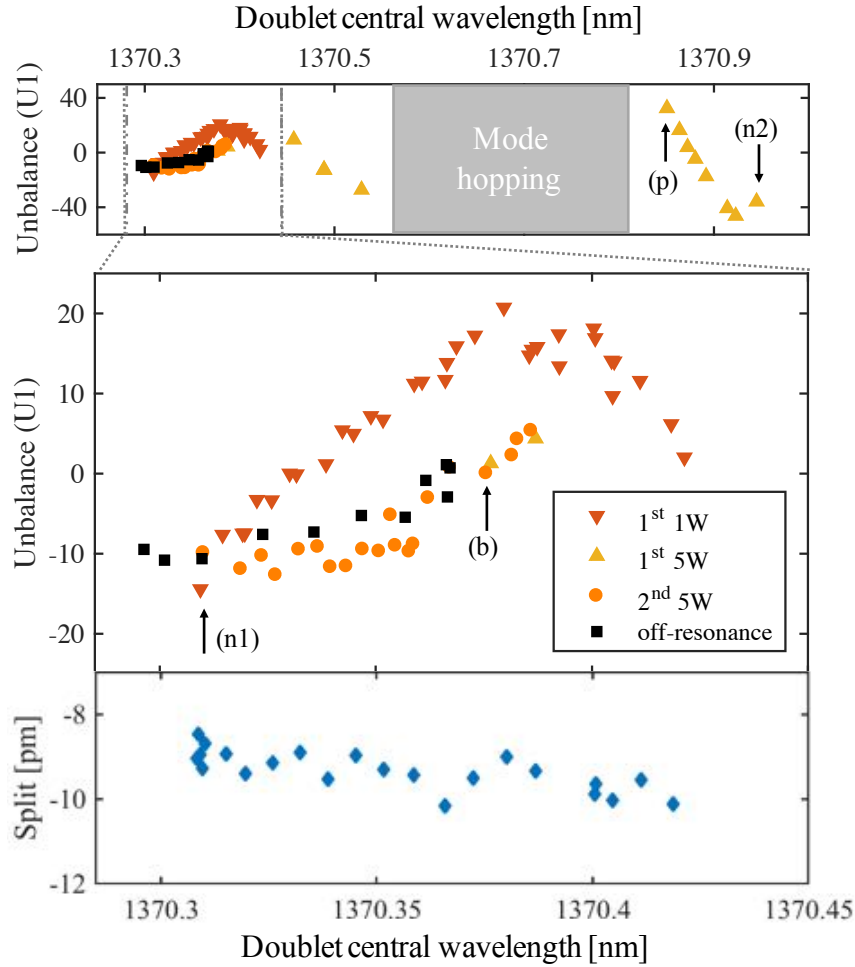 Doublet central wavelength [nm]
1370.3 1370.5 1370.7 1370.9
Unbalance (U1)
40
0
-40
Mode
hopping
(p)
(n2)
Unbalance (U1)
20
10
0
-10
-20
(n1)
(b)
1st 1W
1st 5W
2nd 5W
off-resonance
Split [pm]
-8
-10
-12
1370.3 1370.35 1370.4 1370.45
Doublet central wavelength [nm]